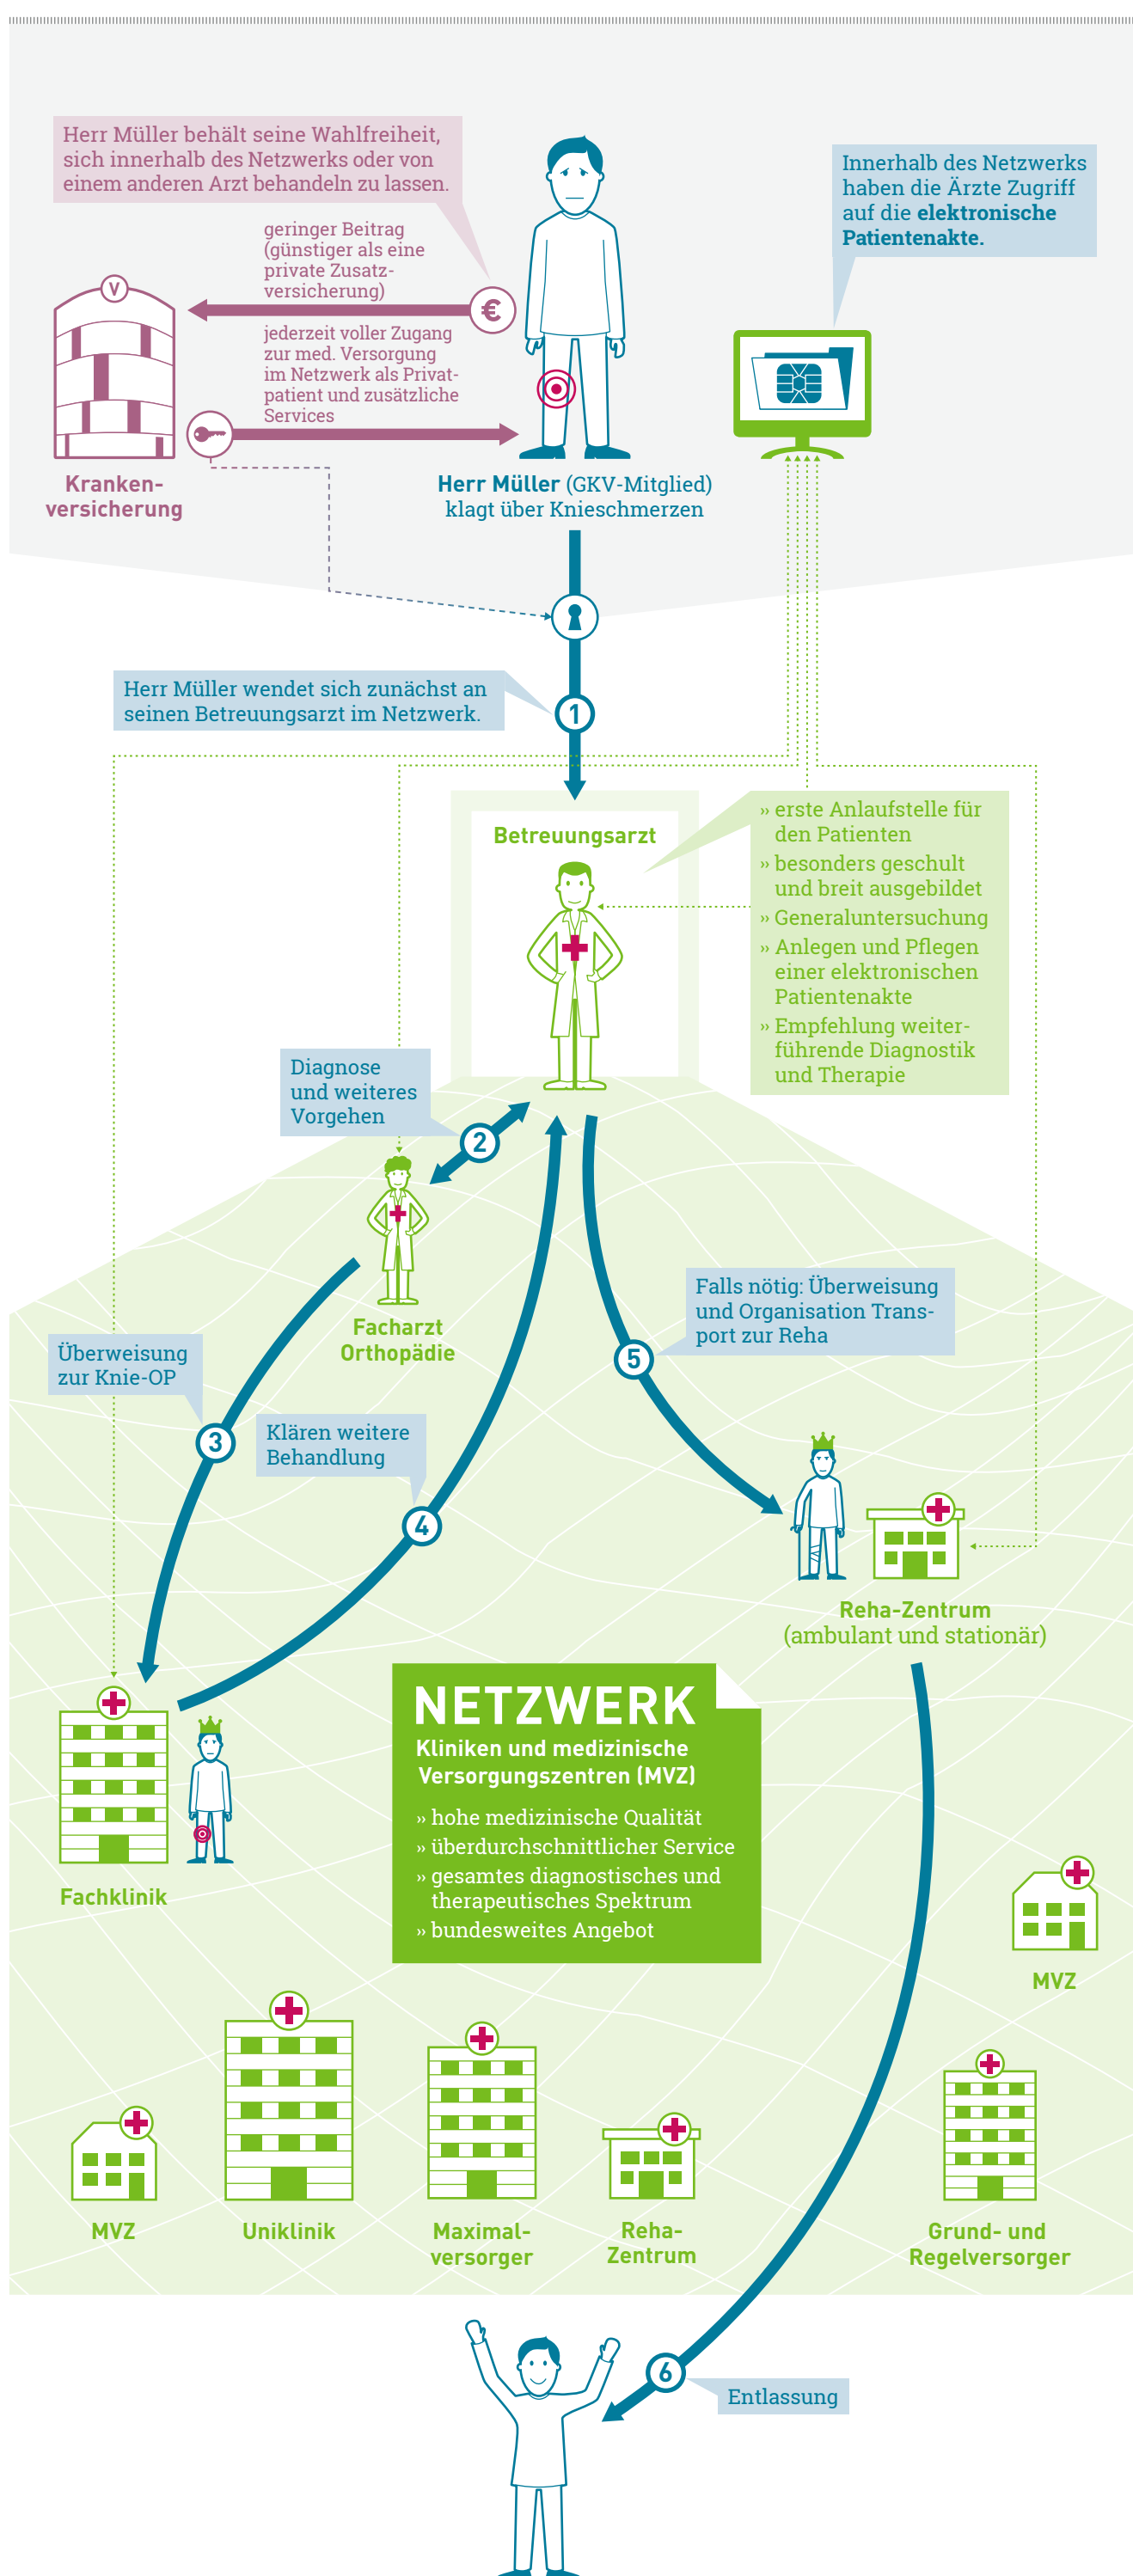 Herr Müller behält seine Wahlfreiheit,
sich innerhalb des Netzwerks oder von
einem anderen Arzt behandeln zu lassen.
Innerhalb des Netzwerks
haben die Ärzte Zugriff
auf die elektronische
Patientenakte.
geringer Beitrag
(günstiger als eine
private Zusatz-
versicherung)
€
V
jederzeit voller Zugang
zur med. Versorgung
im Netzwerk als Privat-
patient und zusätzliche
Services
Kranken-
versicherung
Herr Müller (GKV-Mitglied)
klagt über Knieschmerzen
Herr Müller wendet sich zunächst an
seinen Betreuungsarzt im Netzwerk.
1
Betreuungsarzt
›› erste Anlaufstelle für
den Patienten
›› besonders geschult
und breit ausgebildet
›› Generaluntersuchung
›› Anlegen und Pflegen
einer elektronischen
Patientenakte
›› Empfehlung weiter-
führende Diagnostik
und Therapie
Diagnose
und weiteres
Vorgehen
2
Facharzt
Orthopädie
Überweisung
zur Knie-OP
3
Klären weitere
Behandlung
4
Falls nötig: Überweisung
und Organisation Trans-
port zur Reha
5
Reha-Zentrum
(ambulant und stationär)
NETZWERK
Kliniken und medizinische
Versorgungszentren (MVZ)
›› hohe medizinische Qualität
›› überdurchschnittlicher Service
›› gesamtes diagnostisches und
therapeutisches Spektrum
›› bundesweites Angebot
Fachklinik
MVZ
MVZ
Uniklinik
Maximal-
versorger
Reha-
Zentrum
Grund- und
Regelversorger
6
Entlassung